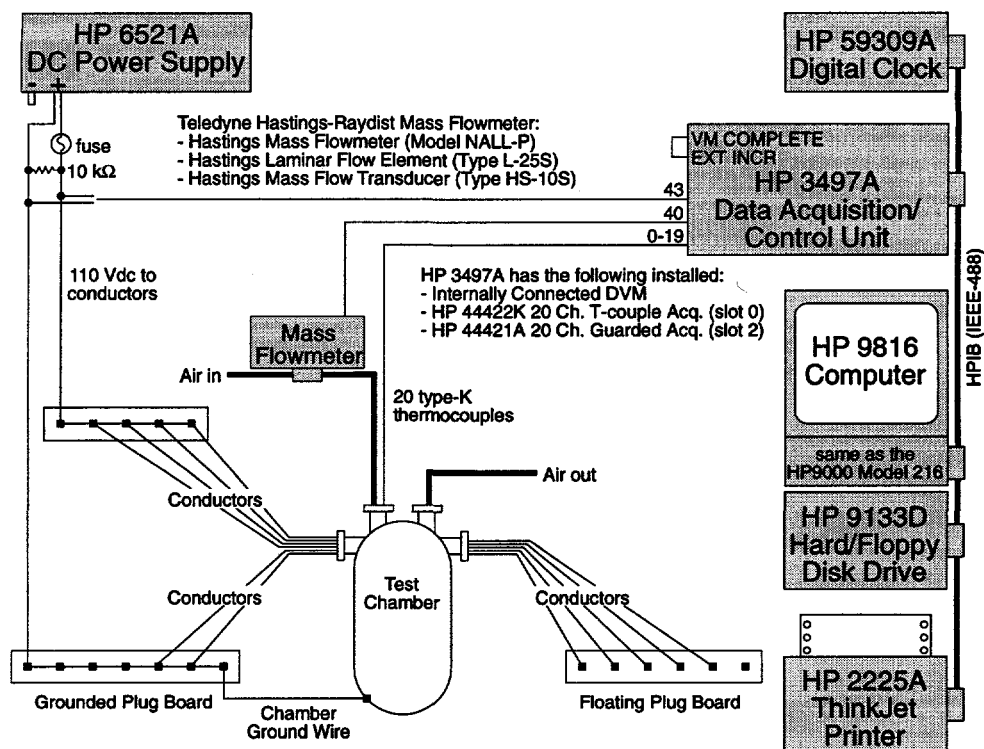 HP 6521A
DC Power Supply
- +
fuse
10 kΩ
Teledyne Hastings-Raydist Mass Flowmeter:
- Hastings Mass Flowmeter (Model NALL-P)
- Hastings Laminar Flow Element (Type L-25S)
- Hastings Mass Flow Transducer (Type HS-10S)
HP 59309A
Digital Clock
VM COMPLETE
EXT INCR
HP 3497A
Data Acquisition/
Control Unit
43
40
0-19
110 Vdc to
conductors
HP 3497A has the following installed:
- Internally Connected DVM
- HP 44422K 20 Ch. T-couple Acq. (slot 0)
- HP 44421A 20 Ch. Guarded Acq. (slot 2)
HPIB (IEEE-488)
Mass
Flowmeter
Air in
20 type-K
thermocouples
HP 9816
Computer
same as the
HP9000 Model 216
Air out
Conductors
HP 9133D
Hard/Floppy
Disk Drive
Test
Chamber
Conductors
Conductors
Grounded Plug Board
Chamber
Ground Wire
Floating Plug Board
HP 2225A
ThinkJet
Printer